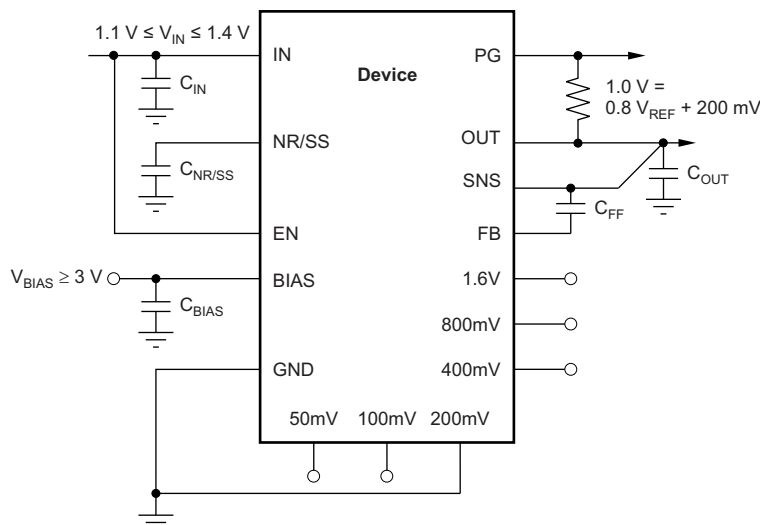 1.1 V ≤ V_IN ≤ 1.4 V
IN
PG
Device
C_IN
1.0 V =
0.8 V_REF + 200 mV
NR/SS
OUT
C_NR/SS
C_OUT
SNS
C_FF
EN
FB
V_BIAS ≥ 3 V
BIAS
1.6V
C_BIAS
800mV
GND
400mV
50mV
100mV
200mV